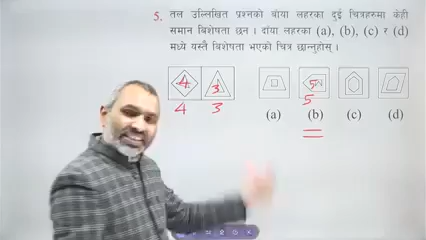 5. तल उल्लिखित प्रश्नको बाँया लहरका दुई चित्रहरुमा केही
समान विशेषता छन । दाँया लहरका (a), (b), (c) र (d)
मध्ये यस्तै विशेषता भएको चित्र छान्नुहोस् ।
4 3 5
4 3 5
(a) (b) (c) (d)